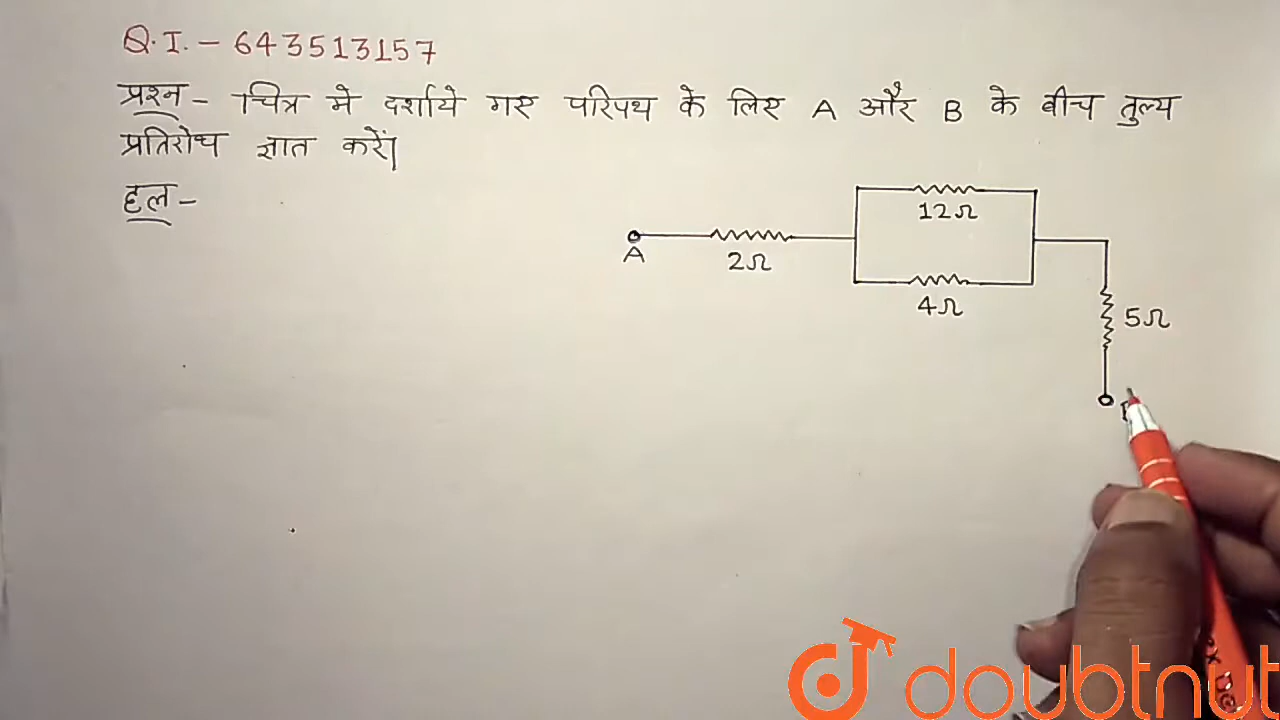 Q.I. - 643513157
प्रश्न - चित्र मे दर्शाये गए परिपथ के लिए A और B के बीच तुल्य
प्रतिरोध ज्ञात करें।
हल -
12Ω
A
2Ω
4Ω
5Ω
doubtnut